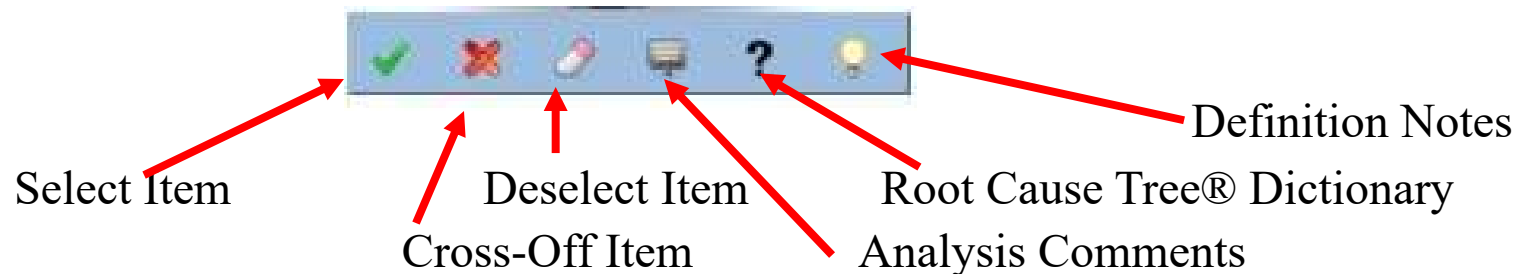 ?
Definition Notes
Select Item
Deselect Item
Root Cause Tree® Dictionary
Cross-Off Item
Analysis Comments